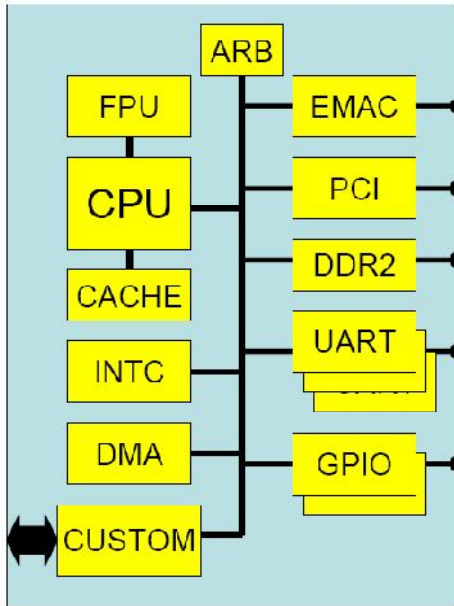 ARB
FPU
EMAC
CPU
PCI
CACHE
DDR2
UART
INTC
DMA
GPIO
CUSTOM